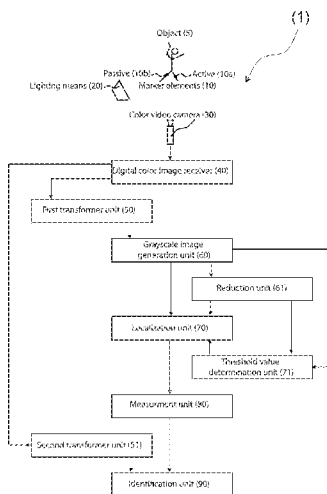 (1)
Object (5)
Passive (10b) Active (10a)
Lighting means (20) Marker elements (10)
Color video camera (30)
Digital color image receiver (40)
First transformer unit (50)
Grayscale image
generation unit (60)
Reduction unit (61)
Localization unit (70)
Threshold value
determination unit (71)
Measurment unit (80)
Second transformer unit (51)
Identification unit (90)